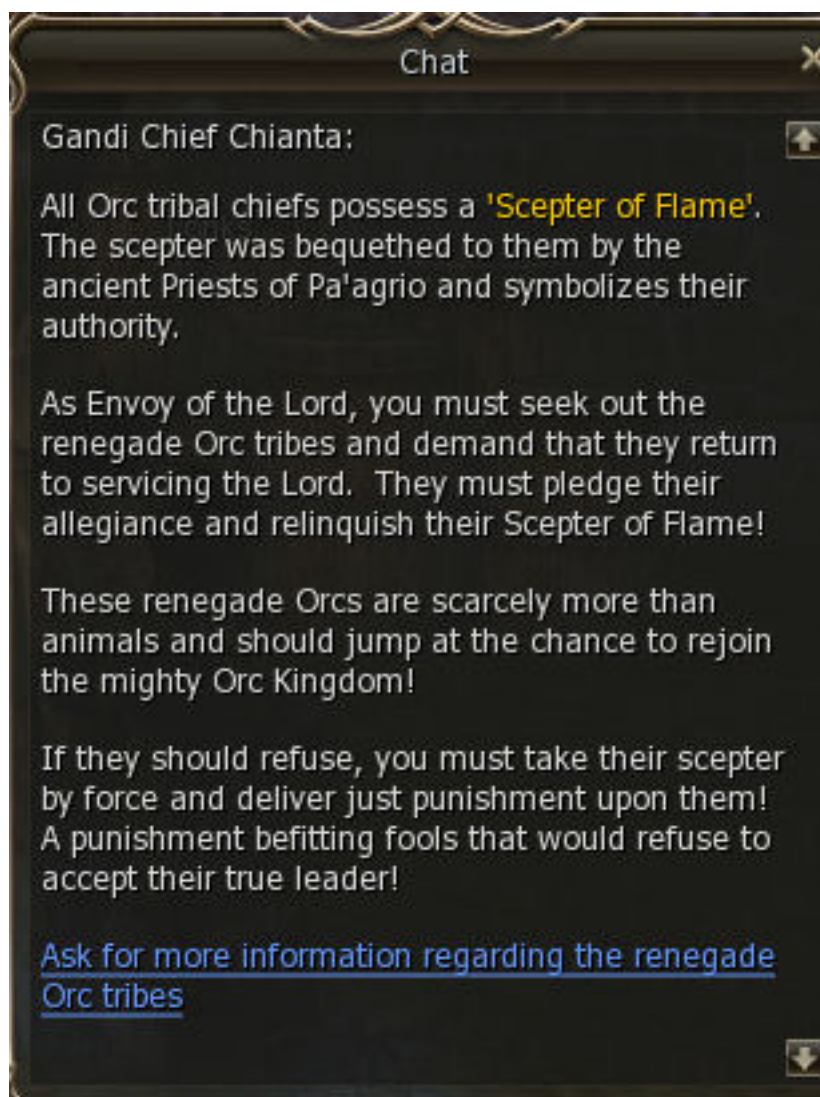 Chat
Gandi Chief Chianta:
All Orc tribal chiefs possess a 'Scepter of Flame'.
The scepter was bequethed to them by the
ancient Priests of Pa'agrio and symbolizes their
authority.
As Envoy of the Lord, you must seek out the
renegade Orc tribes and demand that they return
to servicing the Lord.  They must pledge their
allegiance and relinquish their Scepter of Flame!
These renegade Orcs are scarcely more than
animals and should jump at the chance to rejoin
the mighty Orc Kingdom!
If they should refuse, you must take their scepter
by force and deliver just punishment upon them!
A punishment befitting fools that would refuse to
accept their true leader!
Ask for more information regarding the renegade
Orc tribes